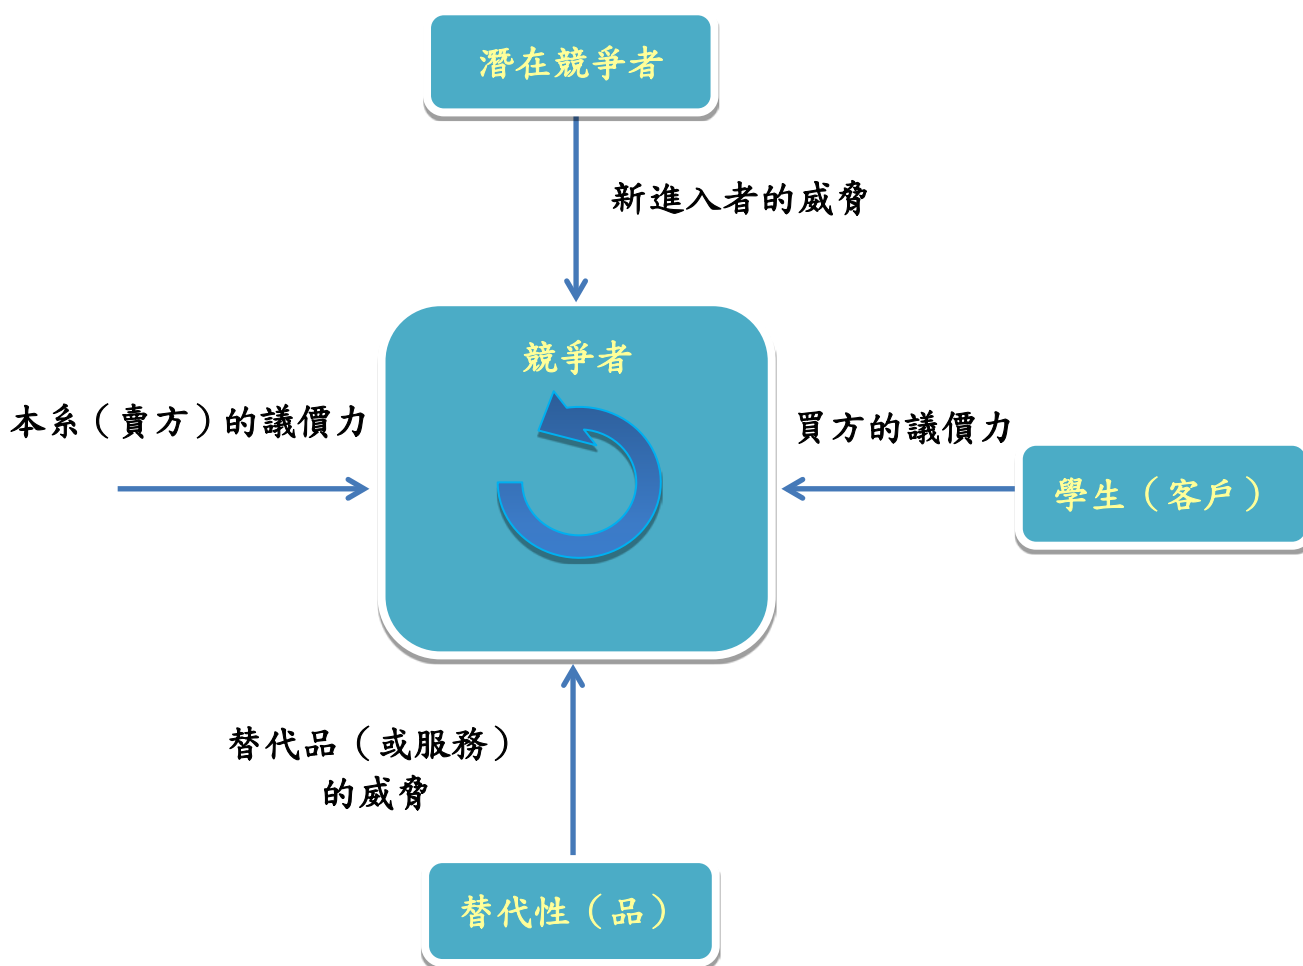 潛在競爭者
新進入者的威脅
競爭者
本系（賣方）的議價力
買方的議價力
學生（客戶）
替代品（或服務）
的威脅
替代性（品）